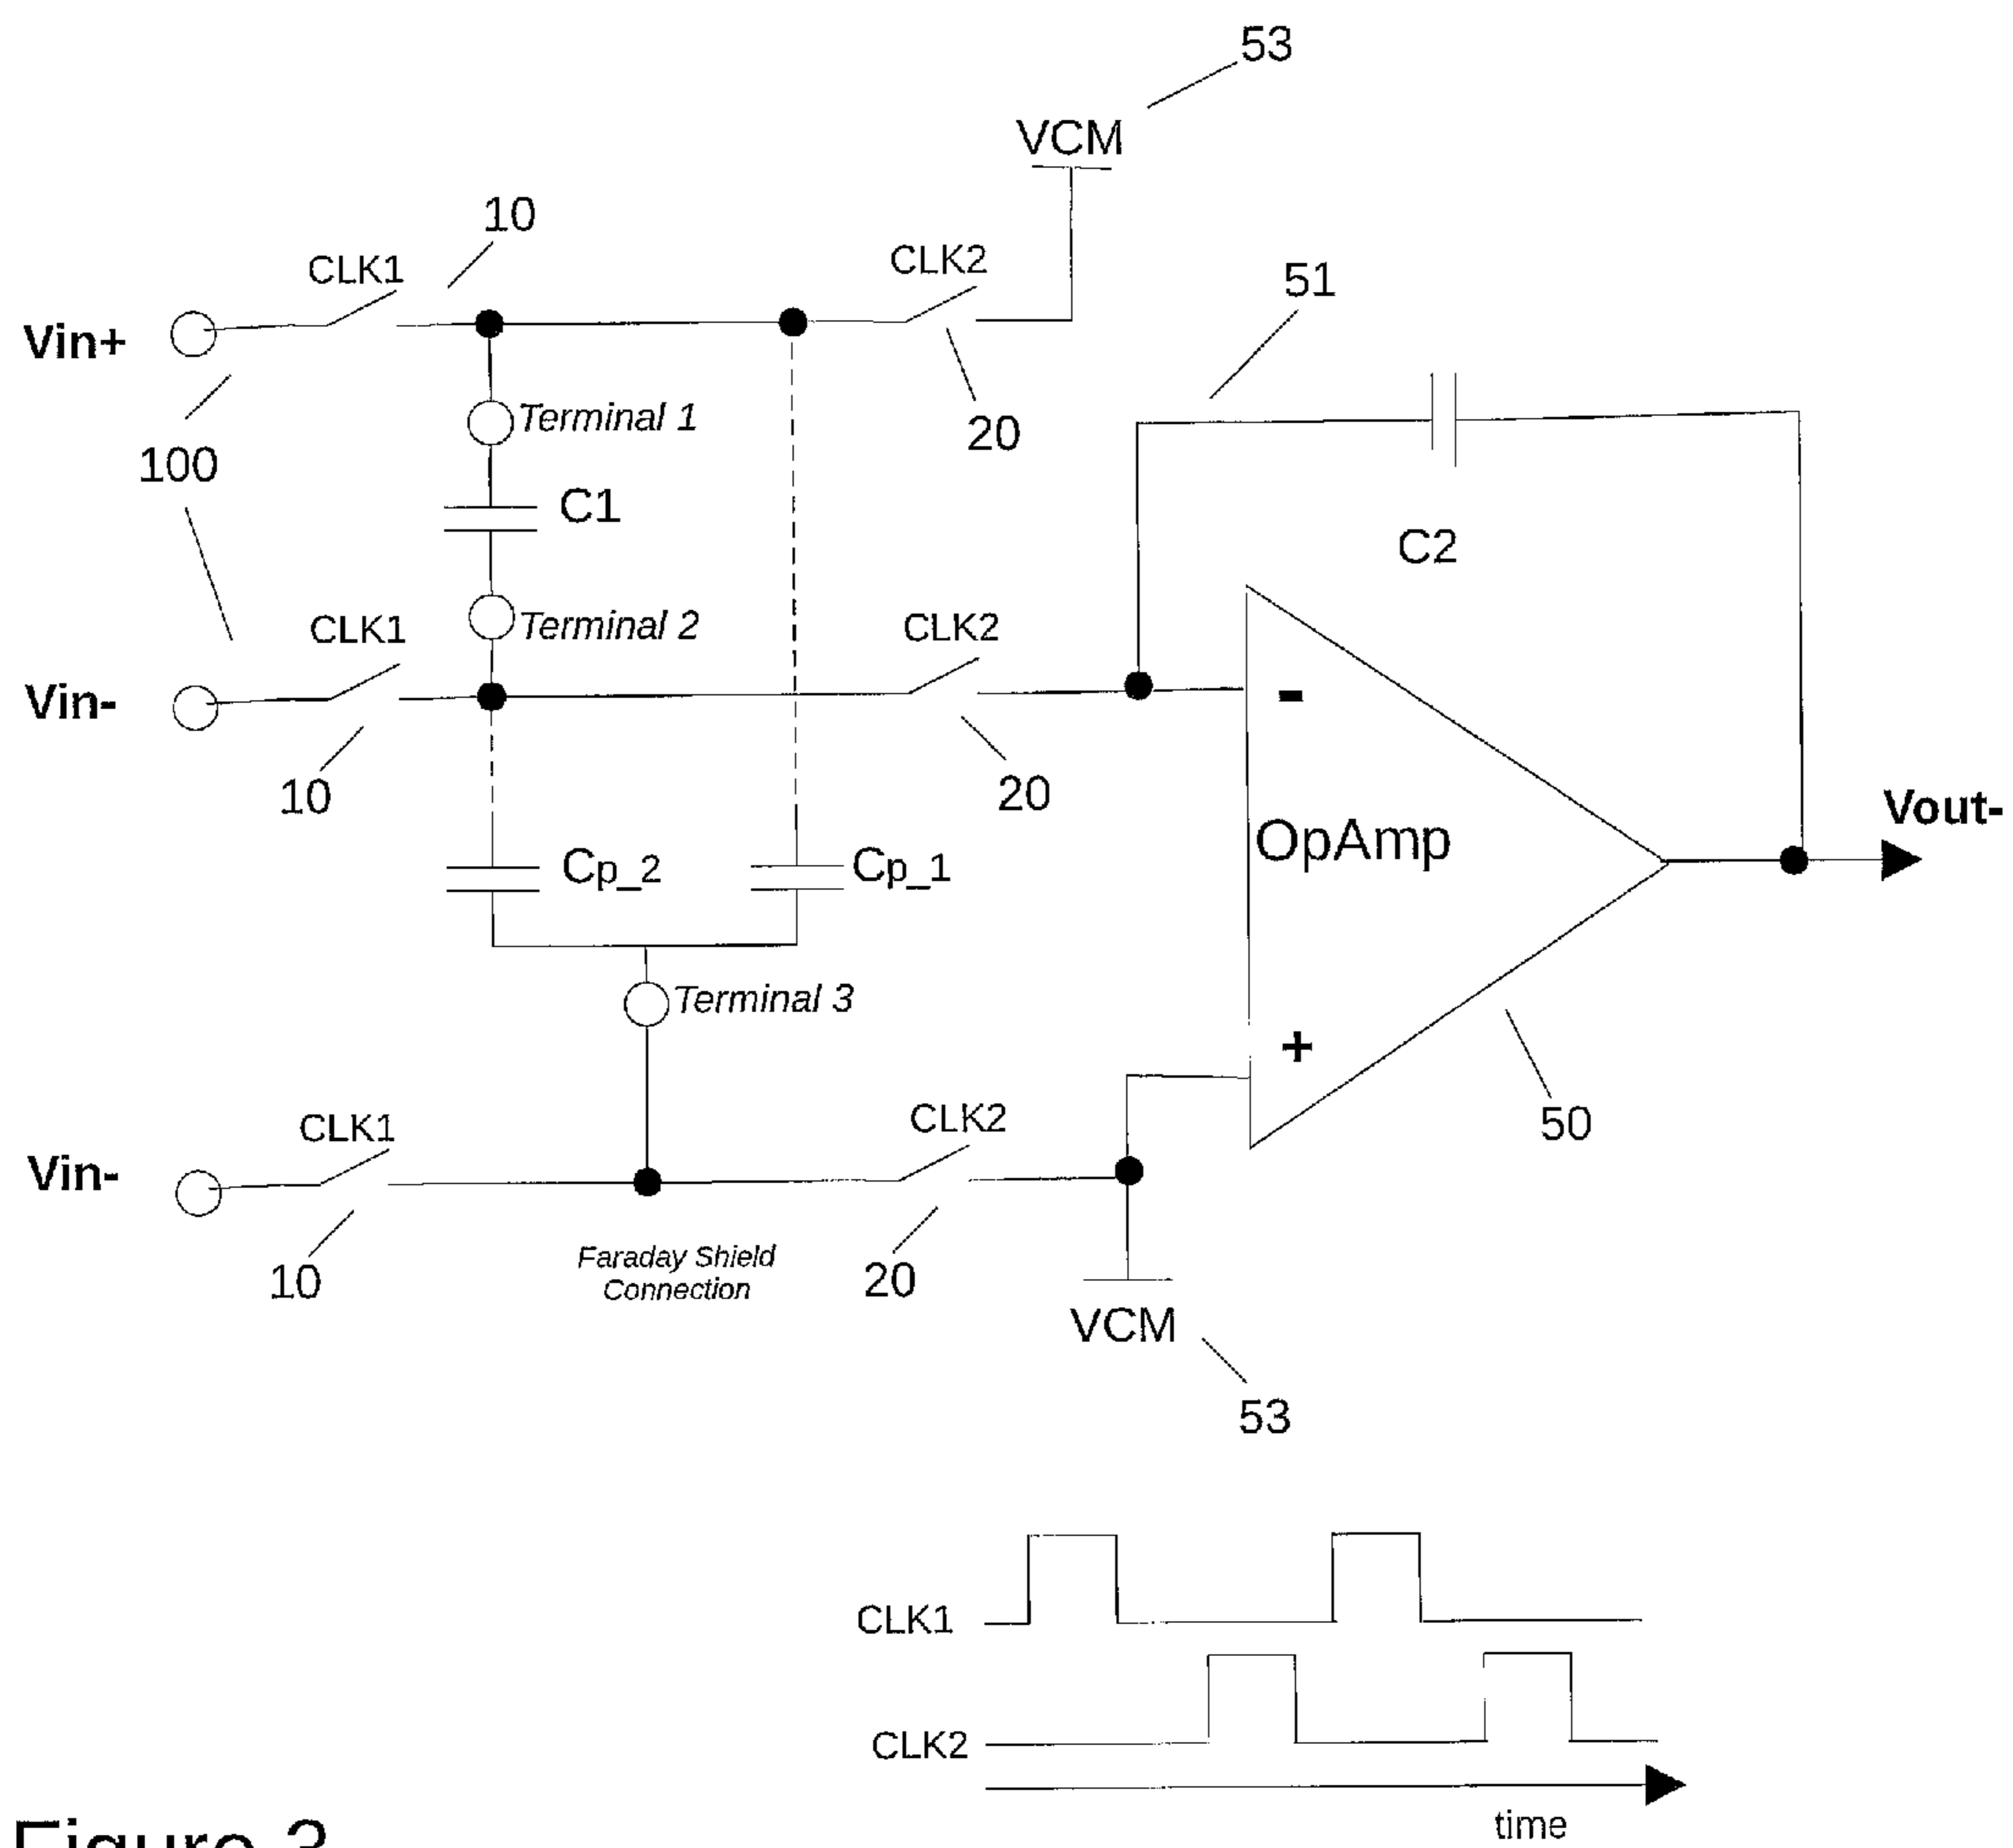 53
VCM
10
CLK1
CLK2
51
Vin+
Terminal 1
20
100
C1
C2
CLK1
Terminal 2
CLK2
Vin-
-
10
20
Vout-
OpAmp
Cp_2
Cp_1
Terminal 3
+
CLK1
CLK2
50
Vin-
10
Faraday Shield
Connection
20
VCM
53
CLK1
CLK2
time
Figure 3